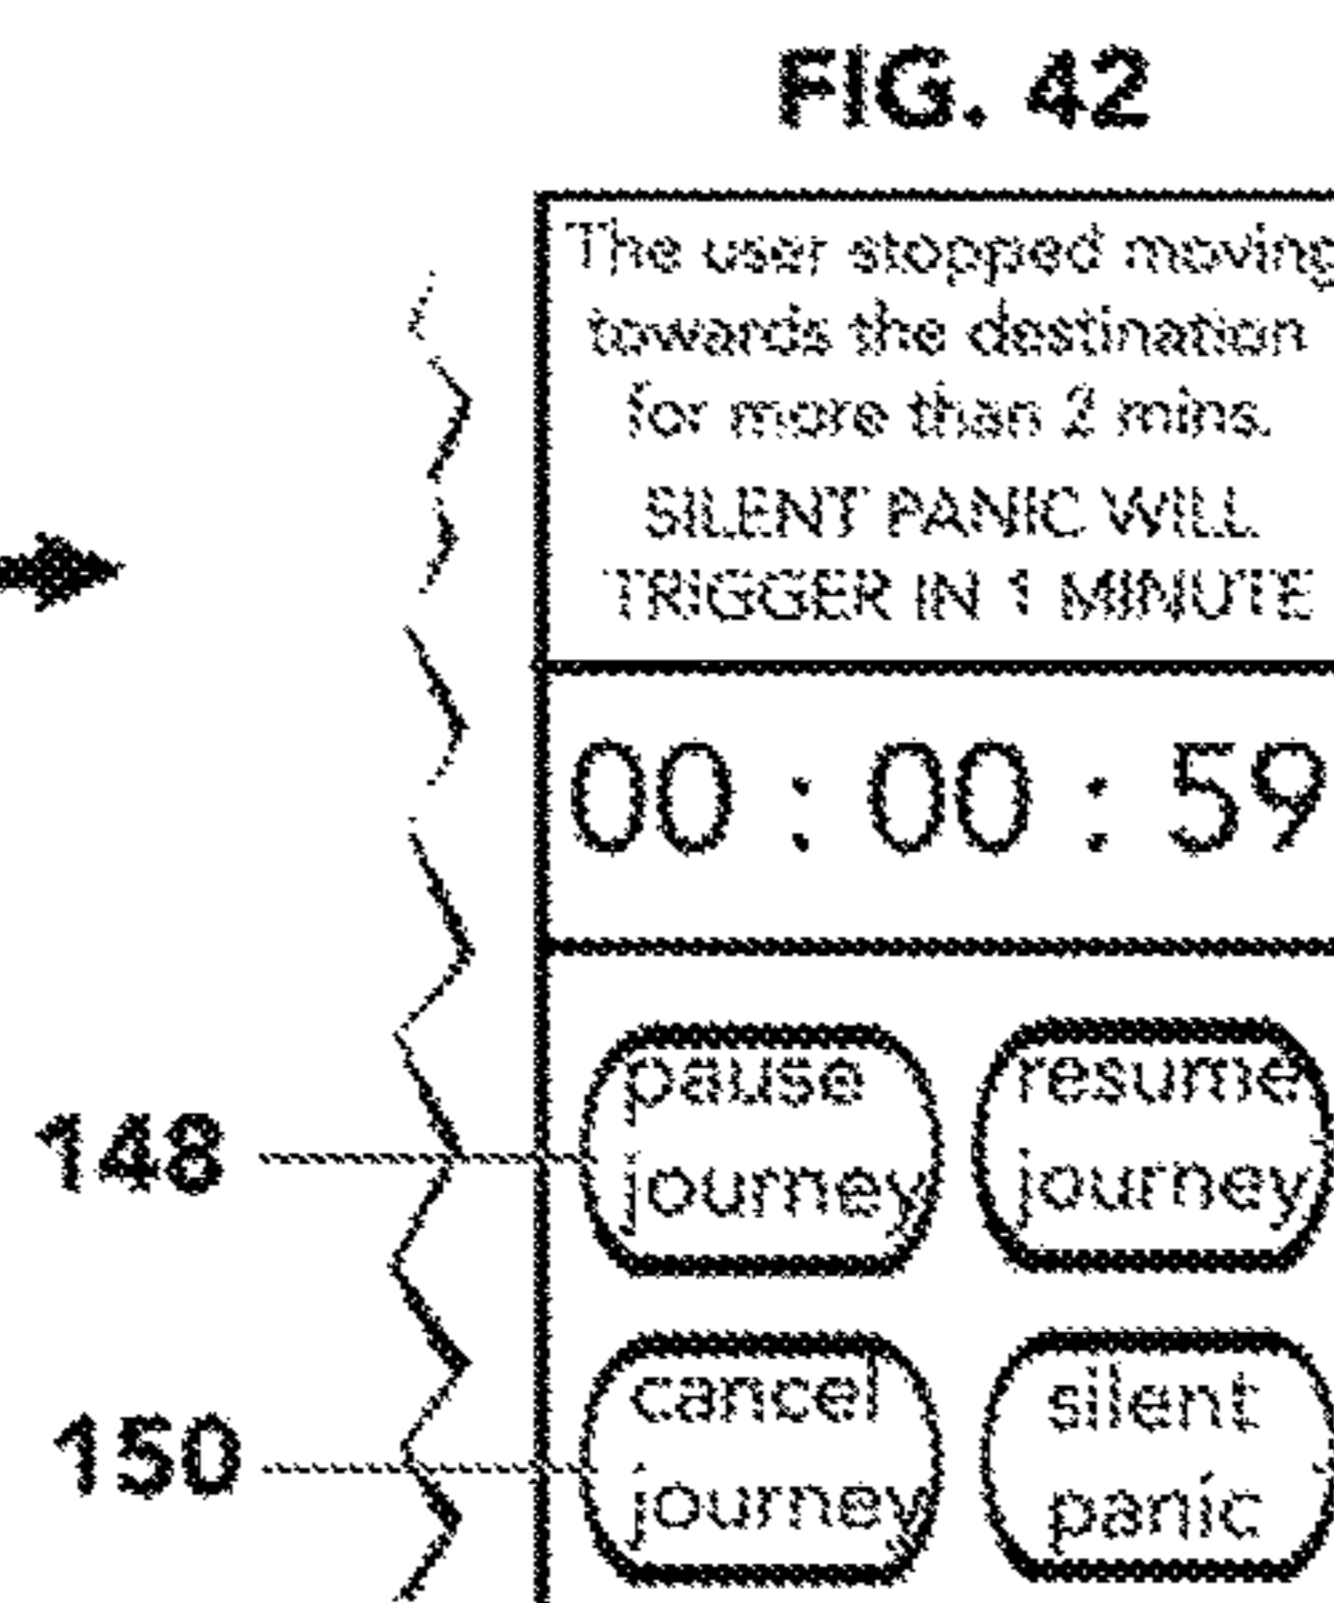 FIG. 42
The user stopped moving
towards the destination
for more than 2 mins.
SILENT PANIC WILL
TRIGGER IN 1 MINUTE
00 : 00 : 59
pause
journey
resume
journey
148
cancel
journey
silent
panic
150